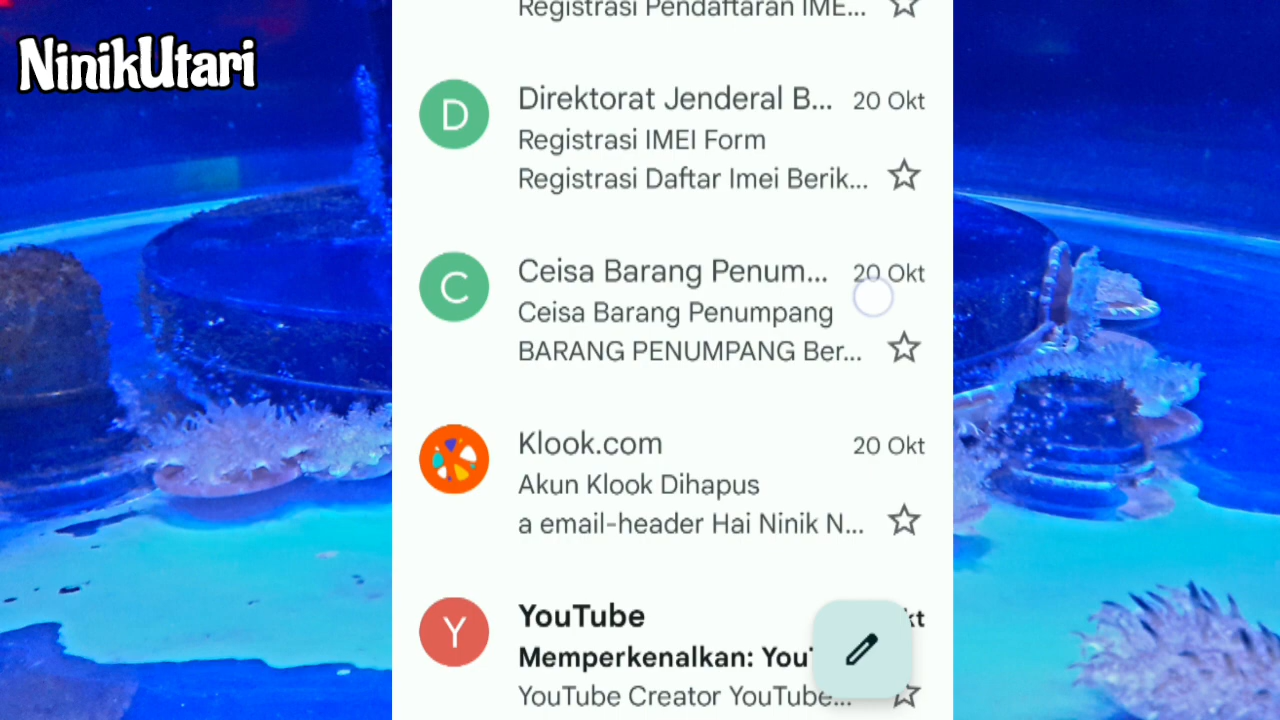 NinikUtari
Registrasi Pendaftaran IME...
D
Direktorat Jenderal B...
20 Okt
Registrasi IMEI Form
Registrasi Daftar Imei Berik...
C
Ceisa Barang Penum...
20 Okt
Ceisa Barang Penumpang
BARANG PENUMPANG Ber...
Klook.com
20 Okt
Akun Klook Dihapus
a email-header Hai Ninik N...
Y
YouTube
kt
Memperkenalkan: You
YouTube Creator YouTube...